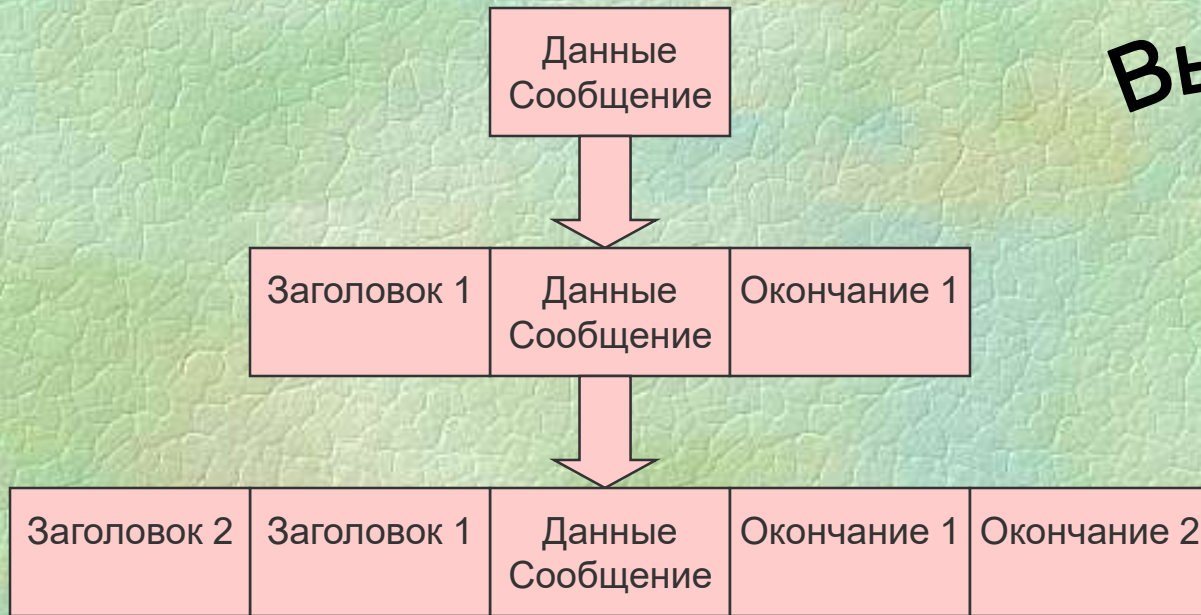 Данные
Сообщение
Заголовок 1
Данные
Сообщение
Окончание 1
Заголовок 2
Заголовок 1
Данные
Сообщение
Окончание 1
Окончание 2